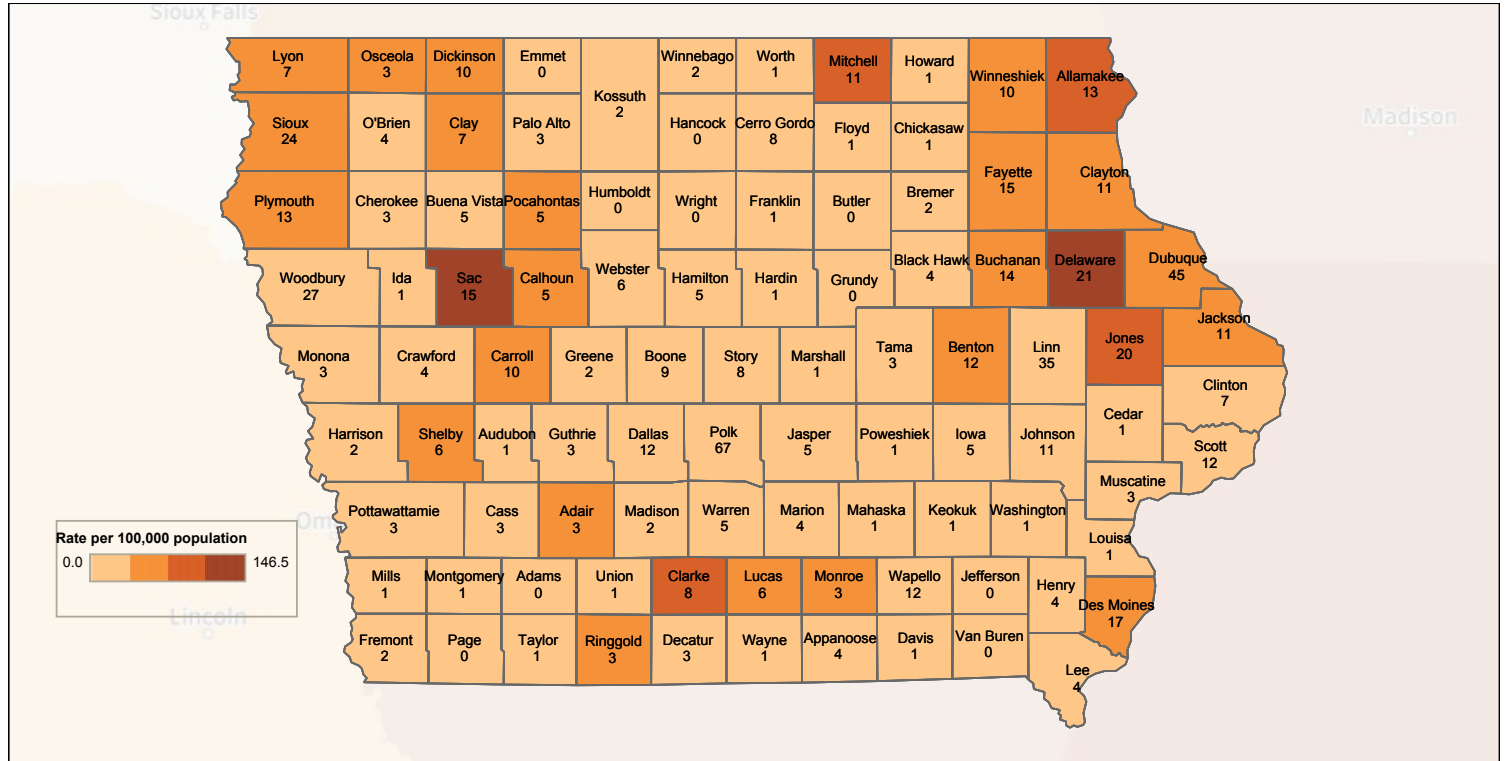 Sioux Falls
Lyon
7
Osceola
3
Dickinson
10
Emmet
0
Kossuth
2
Winnebago
2
Worth
1
Mitchell
11
Howard
1
Winneshiek
10
Allamakee
13
Madison
Sioux
24
O'Brien
4
Clay
7
Palo Alto
3
Hancock
0
Cerro Gordo
8
Floyd
1
Chickasaw
1
Fayette
15
Clayton
11
Plymouth
13
Cherokee
3
Buena Vista
5
Pocahontas
5
Humboldt
0
Wright
0
Franklin
1
Butler
0
Bremer
2
Woodbury
27
Ida
1
Sac
15
Calhoun
5
Webster
6
Hamilton
5
Hardin
1
Grundy
0
Black Hawk
4
Buchanan
14
Delaware
21
Dubuque
45
Jackson
11
Monona
3
Crawford
4
Carroll
10
Greene
2
Boone
9
Story
8
Marshall
1
Tama
3
Benton
12
Linn
35
Jones
20
Clinton
7
Harrison
2
Shelby
6
Audubon
1
Guthrie
3
Dallas
12
Polk
67
Jasper
5
Poweshiek
1
Iowa
5
Johnson
11
Cedar
1
Scott
12
Muscatine
3
Om
Pottawattamie
3
Cass
3
Adair
3
Madison
2
Warren
5
Marion
4
Mahaska
1
Keokuk
1
Washington
1
Louisa
1
Rate per 100,000 population
0.0
146.5
Mills
1
Montgomery
1
Adams
0
Union
1
Clarke
8
Lucas
6
Monroe
3
Wapello
12
Jefferson
0
Henry
4
Des Moines
17
Lincoln
Fremont
2
Page
0
Taylor
1
Ringgold
3
Decatur
3
Wayne
1
Appanoose
4
Davis
1
Van Buren
0
Lee
4